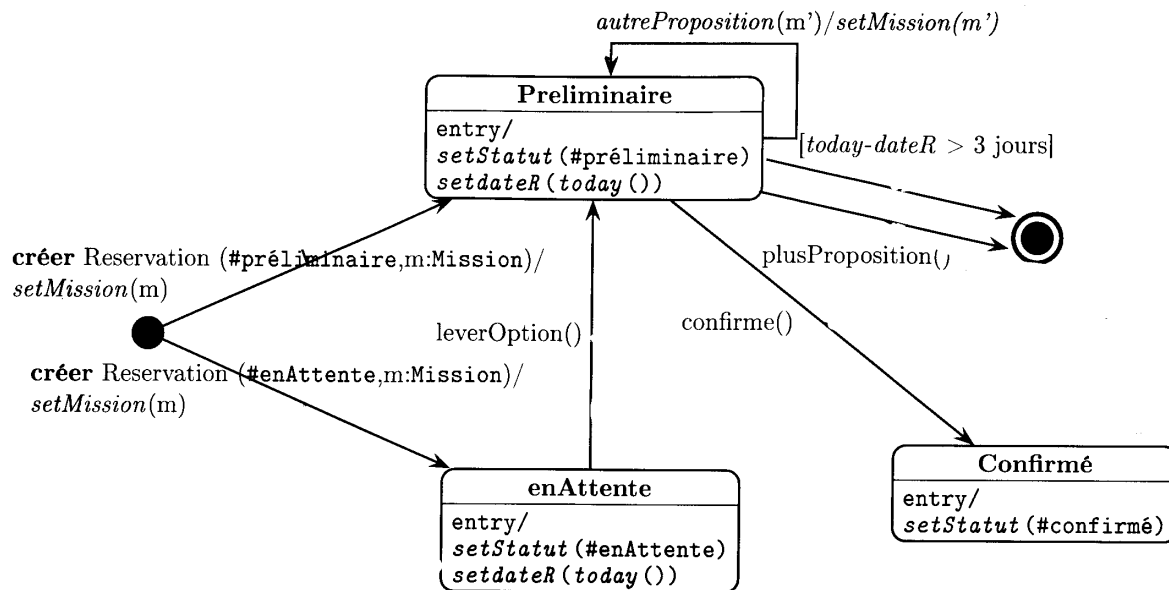 autreProposition(m')/setMission(m')
Preliminaire
entry/
setStatut(#préliminaire)
setdateR(today())
[today-dateR > 3 jours]
créer Reservation (#préliminaire,m:Mission)/
setMission(m)
plusProposition()
leverOption()
confirme()
créer Reservation (#enAttente,m:Mission)/
setMission(m)
enAttente
entry/
setStatut(#enAttente)
setdateR(today())
Confirmé
entry/
setStatut(#confirmé)